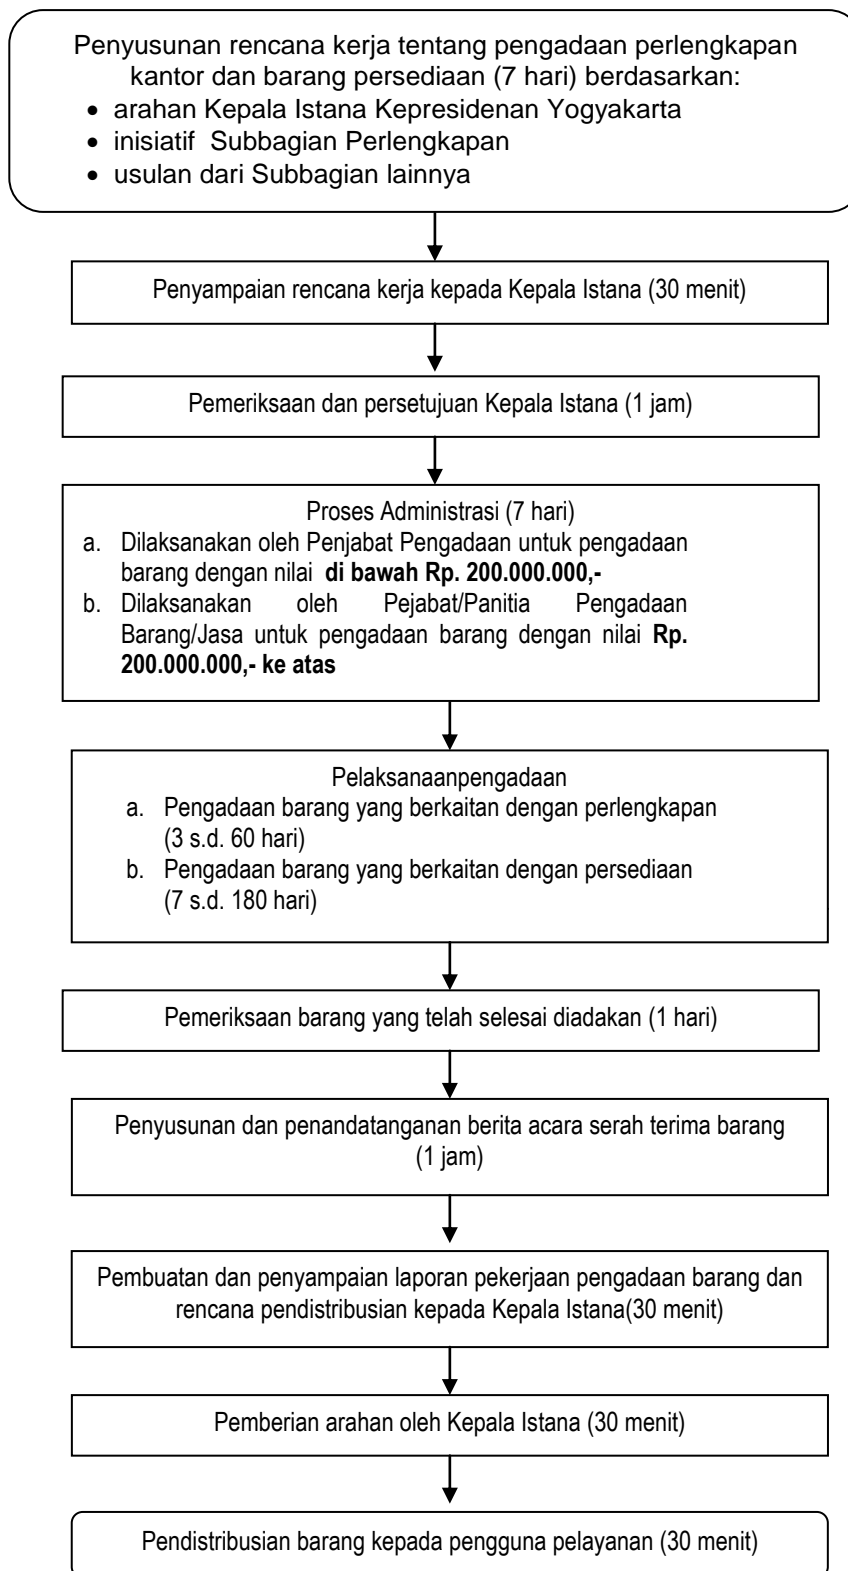 Penyusunan rencana kerja tentang pengadaan perlengkapan
kantor dan barang persediaan (7 hari) berdasarkan:
• arahan Kepala Istana Kepresidenan Yogyakarta
• inisiatif Subbagian Perlengkapan
• usulan dari Subbagian lainnya
Penyampaian rencana kerja kepada Kepala Istana (30 menit)
Pemeriksaan dan persetujuan Kepala Istana (1 jam)
Proses Administrasi (7 hari)
a. Dilaksanakan oleh Penjabat Pengadaan untuk pengadaan
barang dengan nilai di bawah Rp. 200.000.000,-
b. Dilaksanakan oleh Pejabat/Panitia Pengadaan
Barang/Jasa untuk pengadaan barang dengan nilai Rp.
200.000.000,- ke atas
Pelaksanaanpengadaan
a. Pengadaan barang yang berkaitan dengan perlengkapan
(3 s.d. 60 hari)
b. Pengadaan barang yang berkaitan dengan persediaan
(7 s.d. 180 hari)
Pemeriksaan barang yang telah selesai diadakan (1 hari)
Penyusunan dan penandatanganan berita acara serah terima barang
(1 jam)
Pembuatan dan penyampaian laporan pekerjaan pengadaan barang dan
rencana pendistribusian kepada Kepala Istana(30 menit)
Pemberian arahan oleh Kepala Istana (30 menit)
Pendistribusian barang kepada pengguna pelayanan (30 menit)